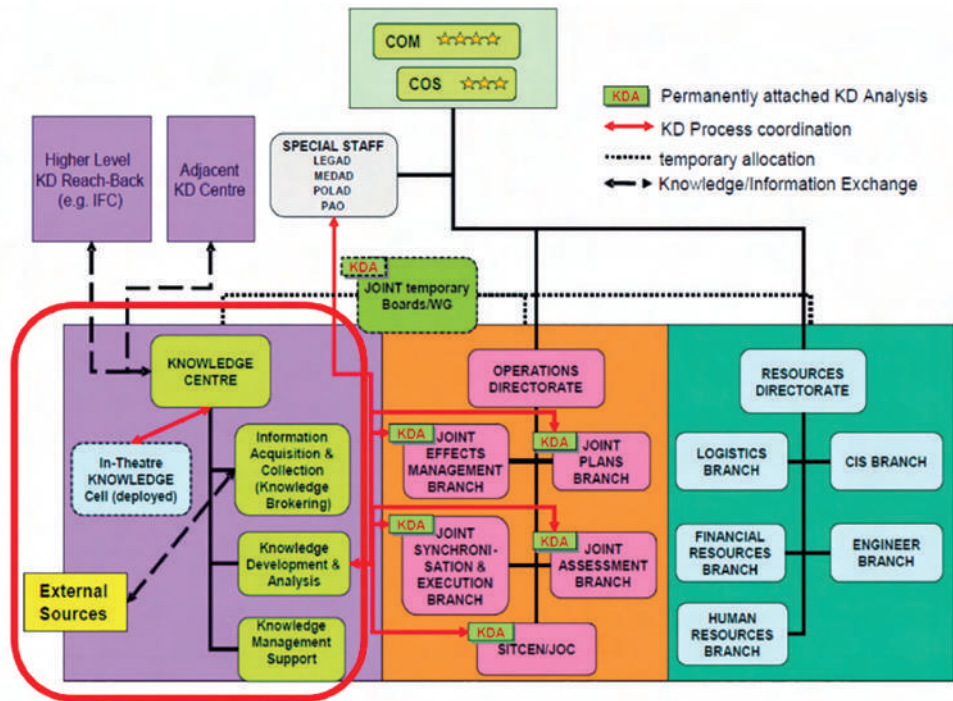 COM
COS
KDA Permanently attached KD Analysis
KD Process coordination
temporary allocation
Knowledge/Information Exchange
Higher Level
KD Reach-Back
(e.g. IFC)
Adjacent
KD Centre
SPECIAL STAFF
LEGAD
MEDAD
POLAD
PAO
KDA
JOINT temporary
Boards/WG
KNOWLEDGE
CENTRE
In-Theatre
KNOWLEDGE
Cell (deployed)
Information
Acquisition &
Collection
(Knowledge
Brokering)
Knowledge
Development &
Analysis
Knowledge
Management
Support
External
Sources
OPERATIONS
DIRECTORATE
KDA
JOINT
EFFECTS
MANAGEMENT
BRANCH
KDA
JOINT
PLANS
BRANCH
KDA
JOINT
SYNCHRONI-
SATION &
EXECUTION
BRANCH
KDA
JOINT
ASSESSMENT
BRANCH
KDA
SITCEN/JOC
RESOURCES
DIRECTORATE
LOGISTICS
BRANCH
CIS BRANCH
FINANCIAL
RESOURCES
BRANCH
ENGINEER
BRANCH
HUMAN
RESOURCES
BRANCH